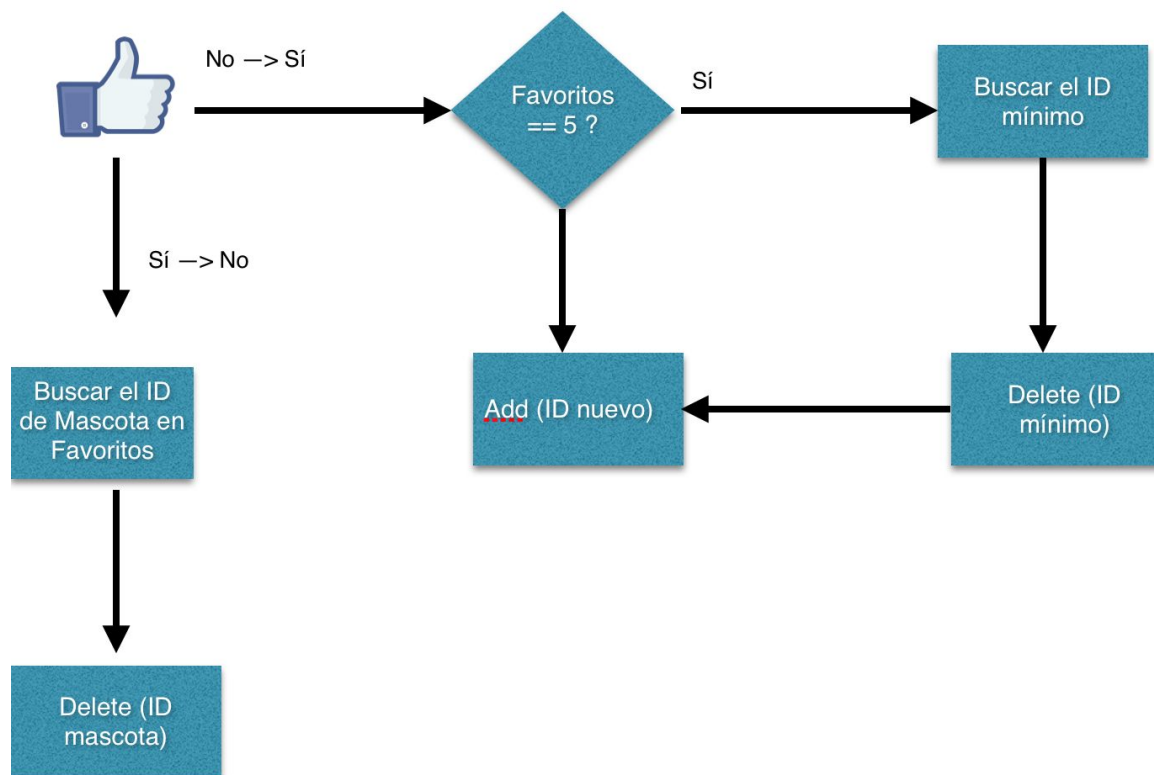 No —> Sí
Favoritos
== 5 ?
Sí
Buscar el ID
mínimo
Sí —> No
Buscar el ID
de Mascota en
Favoritos
Add (ID nuevo)
Delete (ID
mínimo)
Delete (ID
mascota)